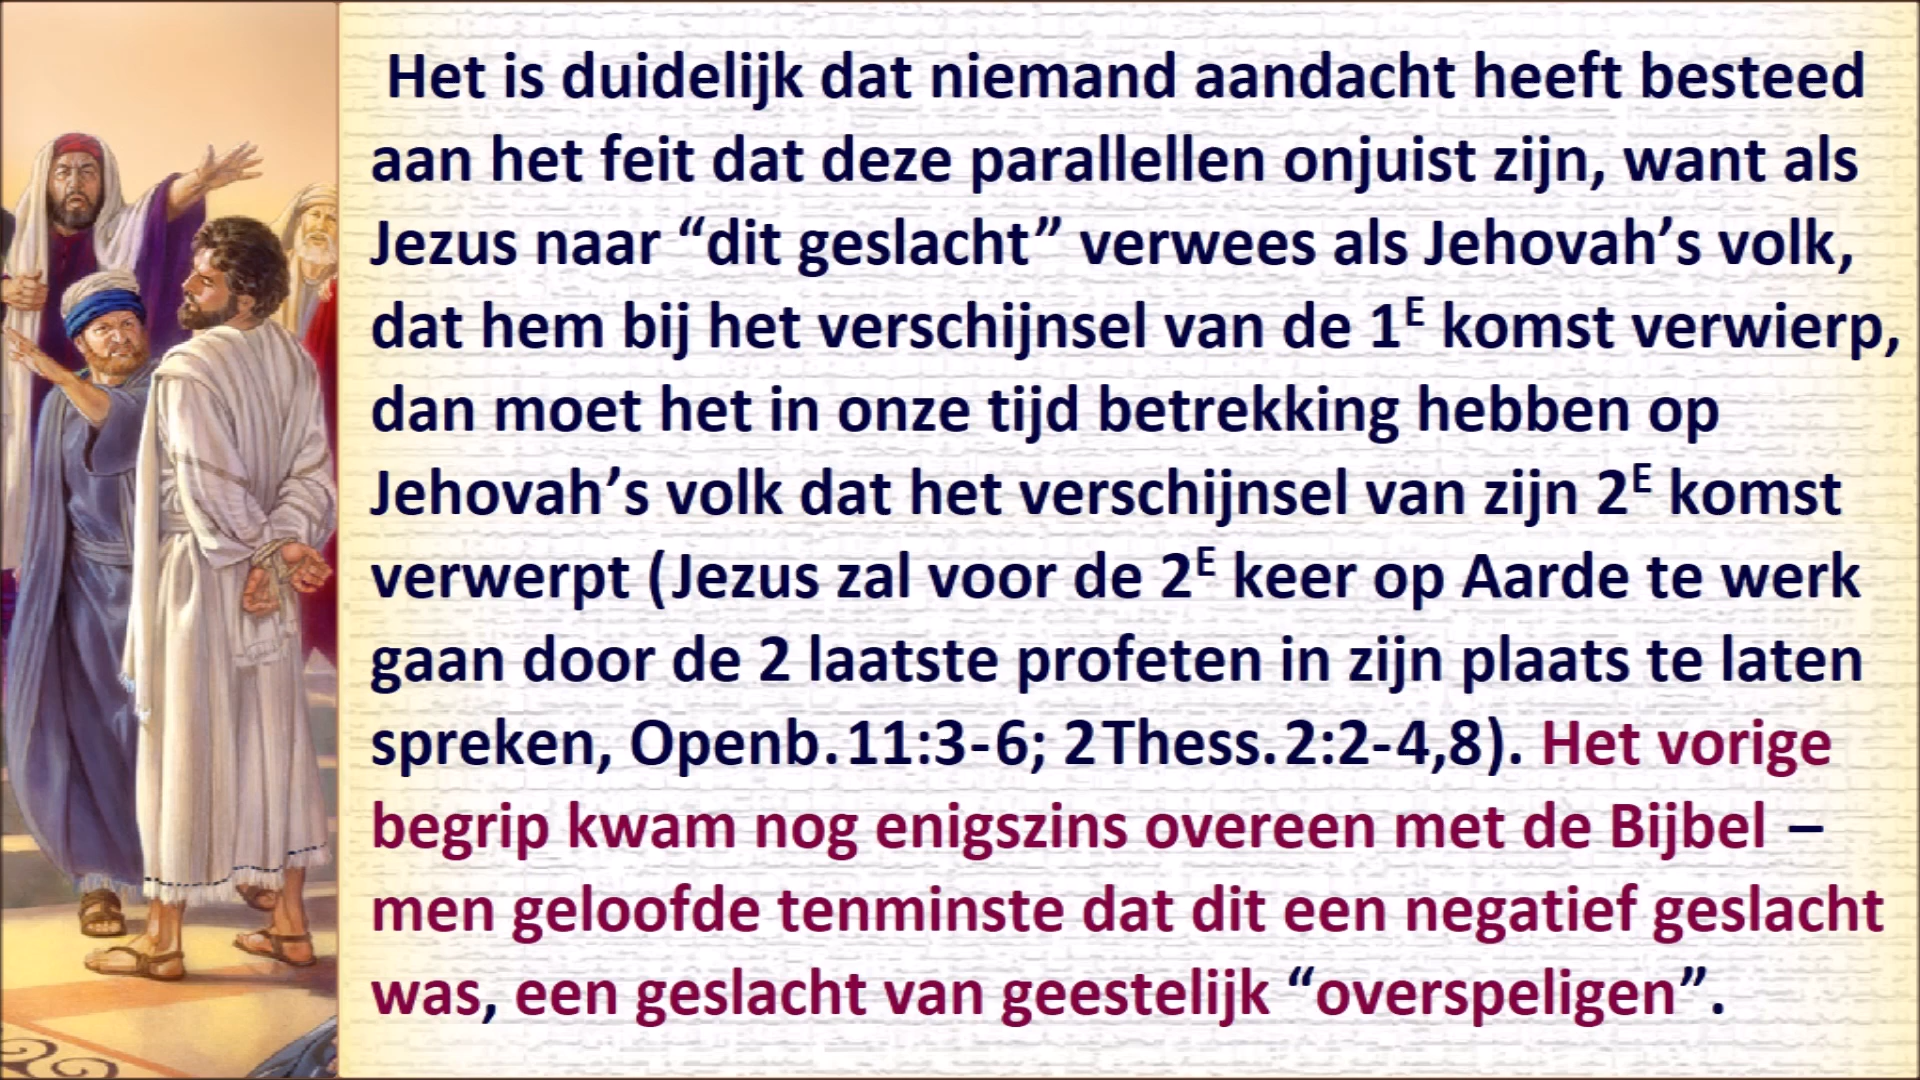 Het is duidelijk dat niemand aandacht heeft besteed
aan het feit dat deze parallellen onjuist zijn, want als
Jezus naar “dit geslacht” verwees als Jehovah’s volk,
dat hem bij het verschijnsel van de 1ᴱ komst verwierp,
dan moet het in onze tijd betrekking hebben op
Jehovah’s volk dat het verschijnsel van zijn 2ᴱ komst
verwerpt (Jezus zal voor de 2ᴱ keer op Aarde te werk
gaan door de 2 laatste profeten in zijn plaats te laten
spreken, Openb.11:3-6; 2Thess.2:2-4,8). Het vorige
begrip kwam nog enigszins overeen met de Bijbel –
men geloofde tenminste dat dit een negatief geslacht
was, een geslacht van geestelijk “overspeligen”.